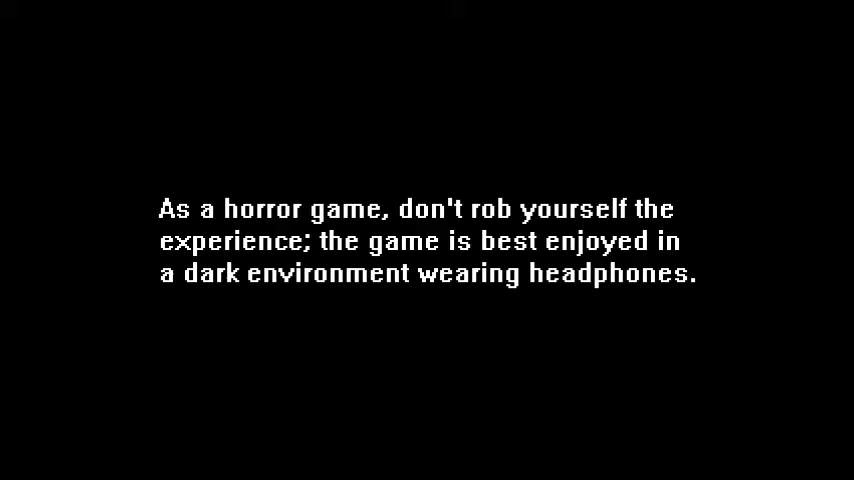 As a horror game, don't rob yourself the
experience; the game is best enjoyed in
a dark environment wearing headphones.